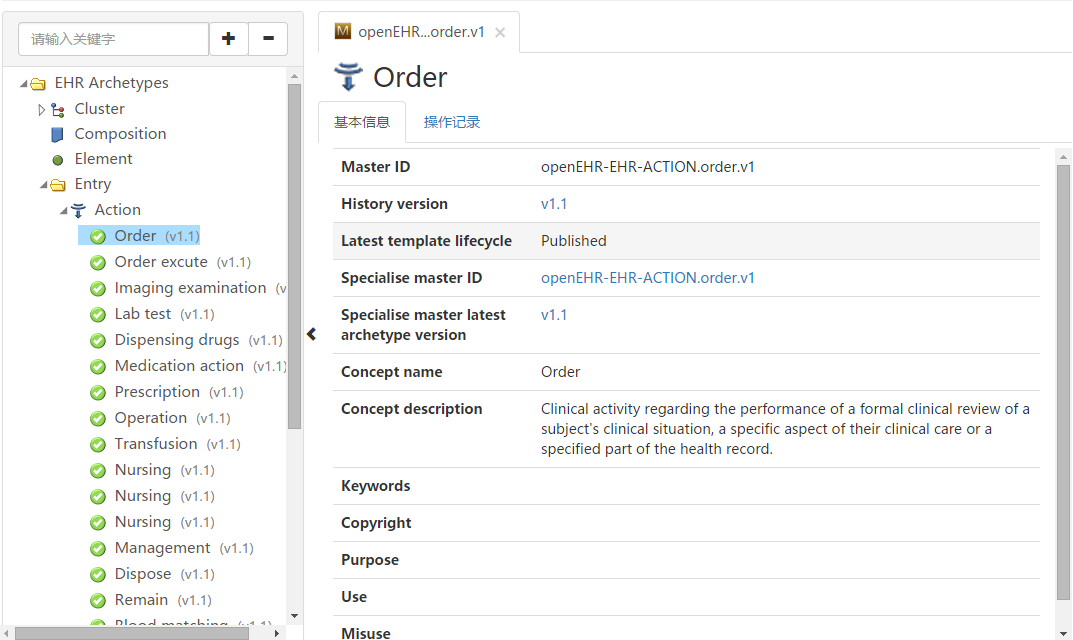 请输入关键字
EHR Archetypes
Cluster
Composition
Element
Entry
Action
Order (v1.1)
Order excute (v1.1)
Imaging examination (v
Lab test (v1.1)
Dispensing drugs (v1.1)
Medication action (v1.1)
Prescription (v1.1)
Operation (v1.1)
Transfusion (v1.1)
Nursing (v1.1)
Nursing (v1.1)
Nursing (v1.1)
Management (v1.1)
Dispose (v1.1)
Remain (v1.1)
Blood matching (v1.1)
M openEHR...order.v1
Order
基本信息 操作记录
Master ID openEHR-EHR-ACTION.order.v1
History version v1.1
Latest template lifecycle Published
Specialise master ID openEHR-EHR-ACTION.order.v1
Specialise master latest v1.1
archetype version
Concept name Order
Concept description Clinical activity regarding the performance of a formal clinical review of a
subject's clinical situation, a specific aspect of their clinical care or a
specified part of the health record.
Keywords
Copyright
Purpose
Use
Misuse